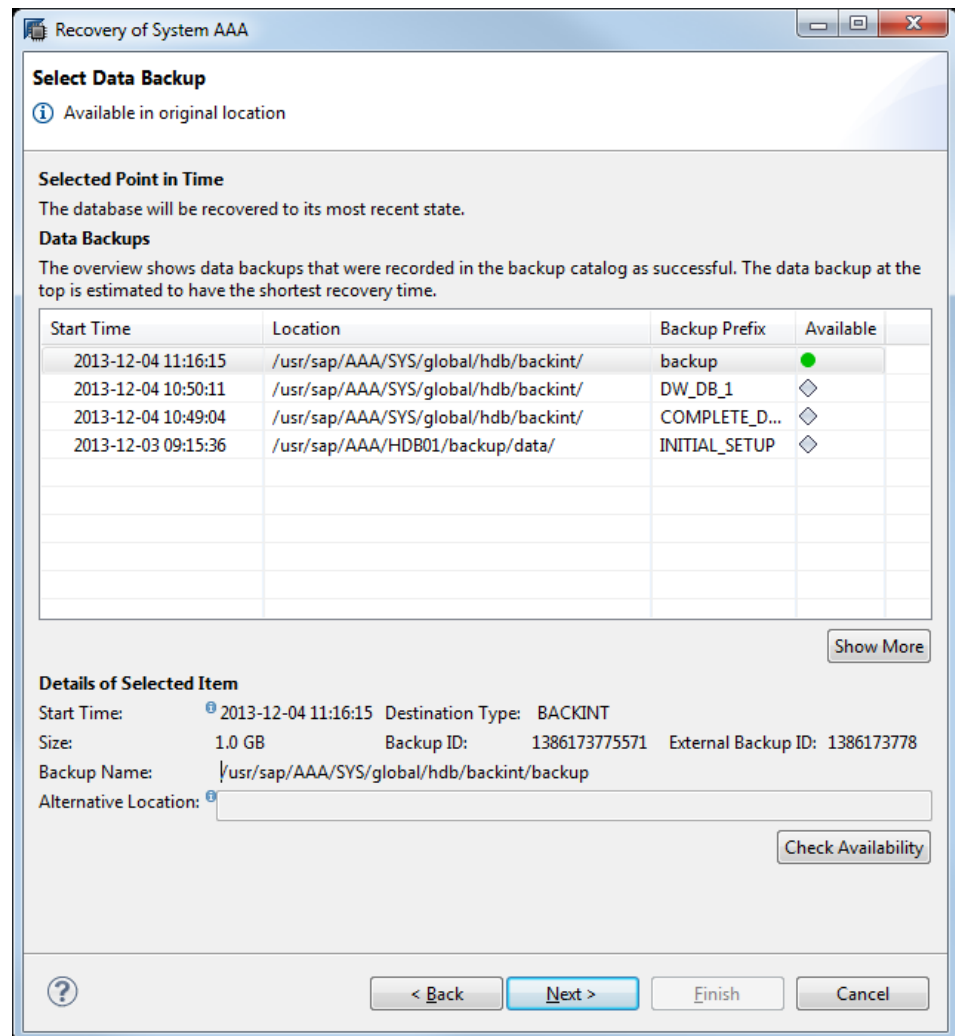 Recovery of System AAA
Select Data Backup
Available in original location
Selected Point in Time
The database will be recovered to its most recent state.
Data Backups
The overview shows data backups that were recorded in the backup catalog as successful. The data backup at the
top is estimated to have the shortest recovery time.
Start Time Location Backup Prefix Available
2013-12-04 11:16:15 /usr/sap/AAA/SYS/global/hdb/backint/ backup
2013-12-04 10:50:11 /usr/sap/AAA/SYS/global/hdb/backint/ DW_DB_1
2013-12-04 10:49:04 /usr/sap/AAA/SYS/global/hdb/backint/ COMPLETE_D...
2013-12-03 09:15:36 /usr/sap/AAA/HDB01/backup/data/ INITIAL_SETUP
Show More
Details of Selected Item
Start Time: 2013-12-04 11:16:15 Destination Type: BACKINT
Size: 1.0 GB Backup ID: 1386173775571 External Backup ID: 1386173778
Backup Name: /usr/sap/AAA/SYS/global/hdb/backint/backup
Alternative Location:
Check Availability
< Back Next > Finish Cancel